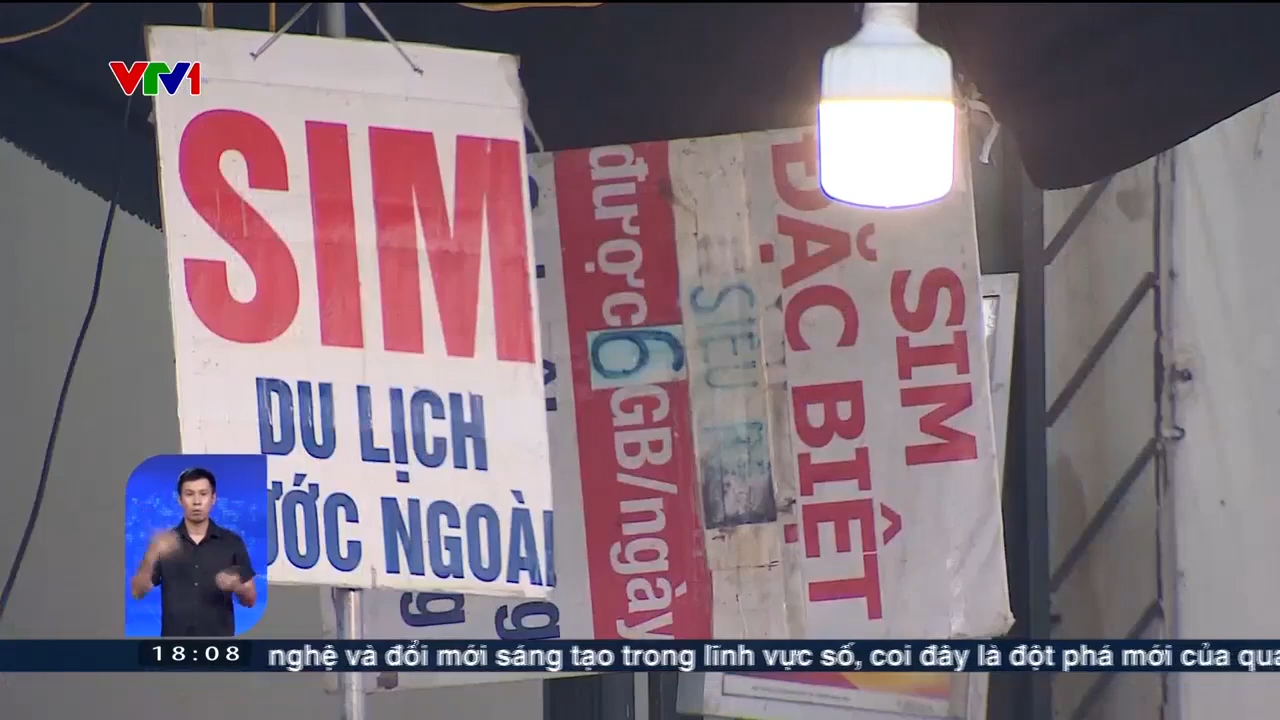 VTV1
SIM
DU LỊCH
ƯỚC NGOÀI
SIM
ĐẶC BIỆT
SIÊU
được 6GB/ngày
18:08
nghệ và đổi mới sáng tạo trong lĩnh vực số, coi đây là đột phá mới của quá